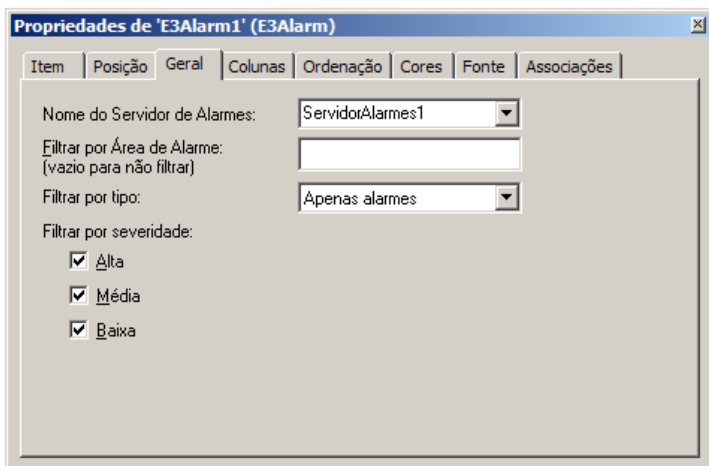 Propriedades de 'E3Alarm1' (E3Alarm)
Item Posição Geral Colunas Ordenação Cores Fonte Associações
Nome do Servidor de Alarmes: ServidorAlarmes1
Filtrar por Área de Alarme:
(vazio para não filtrar)
Filtrar por tipo: Apenas alarmes
Filtrar por severidade:
Alta
Média
Baixa